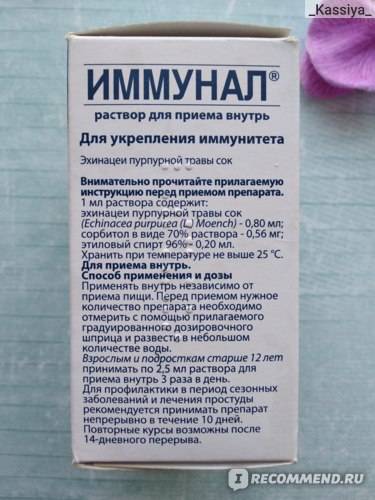 _Kassiya_
ИММУНАЛ®
раствор для приема внутрь
Для укрепления иммунитета
Эхинацеи пурпурной травы сок
Внимательно прочитайте прилагаемую
инструкцию перед приемом препарата.
1 мл раствора содержит:
эхинацеи пурпурной травы сок
(Echinacea purpurea (L.) Moench) - 0,80 мл;
сорбитол в виде 70% раствора - 0,56 мг;
этиловый спирт 96%- 0,20 мл.
Хранить при температуре не выше 25 °C.
Для приема внутрь.
Способ применения и дозы
Применять внутрь независимо от
приема пищи. Перед приемом нужное
количество препарата необходимо
отмерить с помощью прилагаемого
градуированного дозировочного
шприца и развести в небольшом
количестве воды.
Взрослым и подросткам старше 12 лет
принимать по 2,5 мл раствора для
приема внутрь 3 раза в день.
Для профилактики в период сезонных
заболеваний и лечения простуды
рекомендуется принимать препарат
непрерывно в течение 10 дней.
Повторные курсы возможны после
14-дневного перерыва.
IRECOMMEND.RU